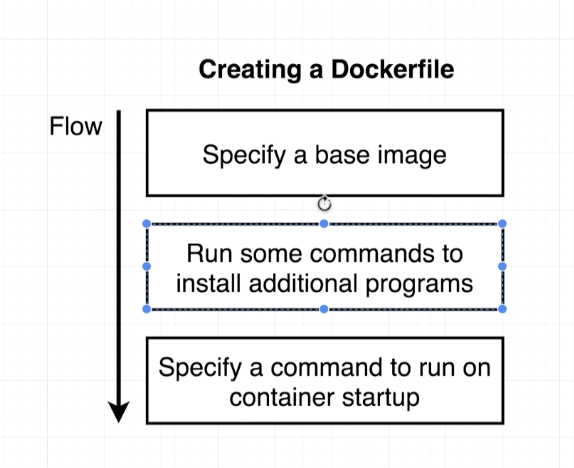 Creating a Dockerfile
Flow
Specify a base image
Run some commands to
install additional programs
Specify a command to run on
container startup